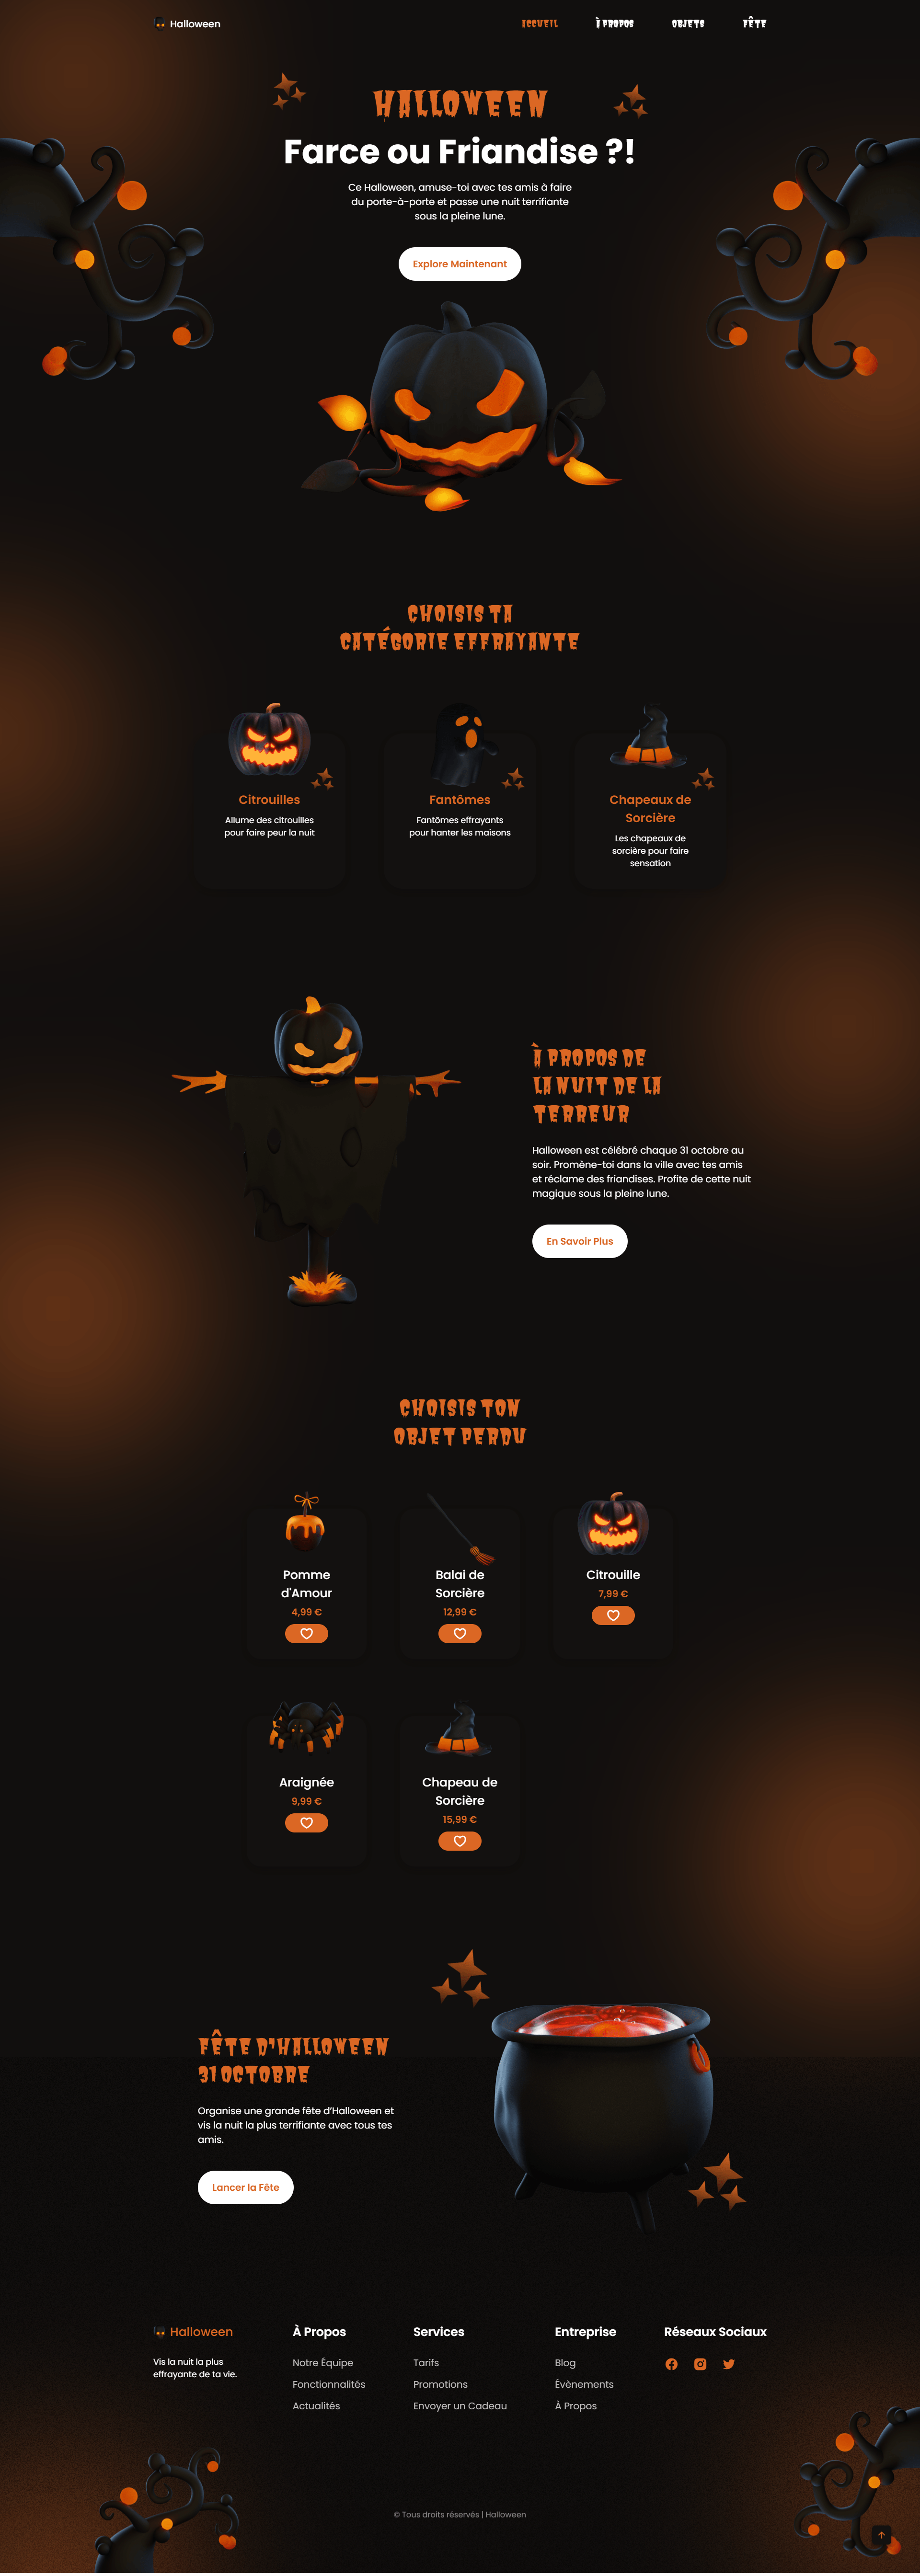 Halloween
ACCUEIL
À PROPOS
OBJETS
FÊTE
HALLOWEEN
Farce ou Friandise ?!
Ce Halloween, amuse-toi avec tes amis à faire
du porte-à-porte et passe une nuit terrifiante
sous la pleine lune.
Explore Maintenant
CHOISIS TA
CATÉGORIE EFFRAYANTE
Citrouilles
Allume des citrouilles
pour faire peur la nuit
Fantômes
Fantômes effrayants
pour hanter les maisons
Chapeaux de
Sorcière
Les chapeaux de
sorcière pour faire
sensation
À PROPOS DE
LA NUIT DE LA
TERREUR
Halloween est célébré chaque 31 octobre au
soir. Promène-toi dans la ville avec tes amis
et réclame des friandises. Profite de cette nuit
magique sous la pleine lune.
En Savoir Plus
CHOISIS TON
OBJET PERDU
Pomme
d'Amour
4,99 €
Balai de
Sorcière
12,99 €
Citrouille
7,99 €
Araignée
9,99 €
Chapeau de
Sorcière
15,99 €
FÊTE D'HALLOWEEN
31 OCTOBRE
Organise une grande fête d'Halloween et
vis la nuit la plus terrifiante avec tous tes
amis.
Lancer la Fête
Halloween
Vis la nuit la plus
effrayante de ta vie.
À Propos
Notre Équipe
Fonctionnalités
Actualités
Services
Tarifs
Promotions
Envoyer un Cadeau
Entreprise
Blog
Évènements
À Propos
Réseaux Sociaux
© Tous droits réservés | Halloween